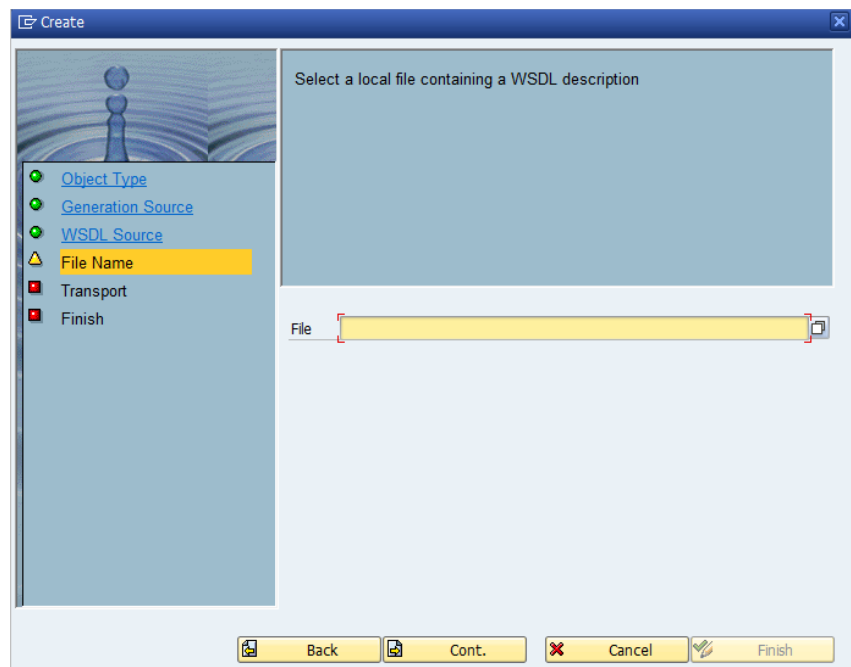 Create
Select a local file containing a WSDL description
Object Type
Generation Source
WSDL Source
File Name
Transport
Finish
File
Back
Cont.
Cancel
Finish